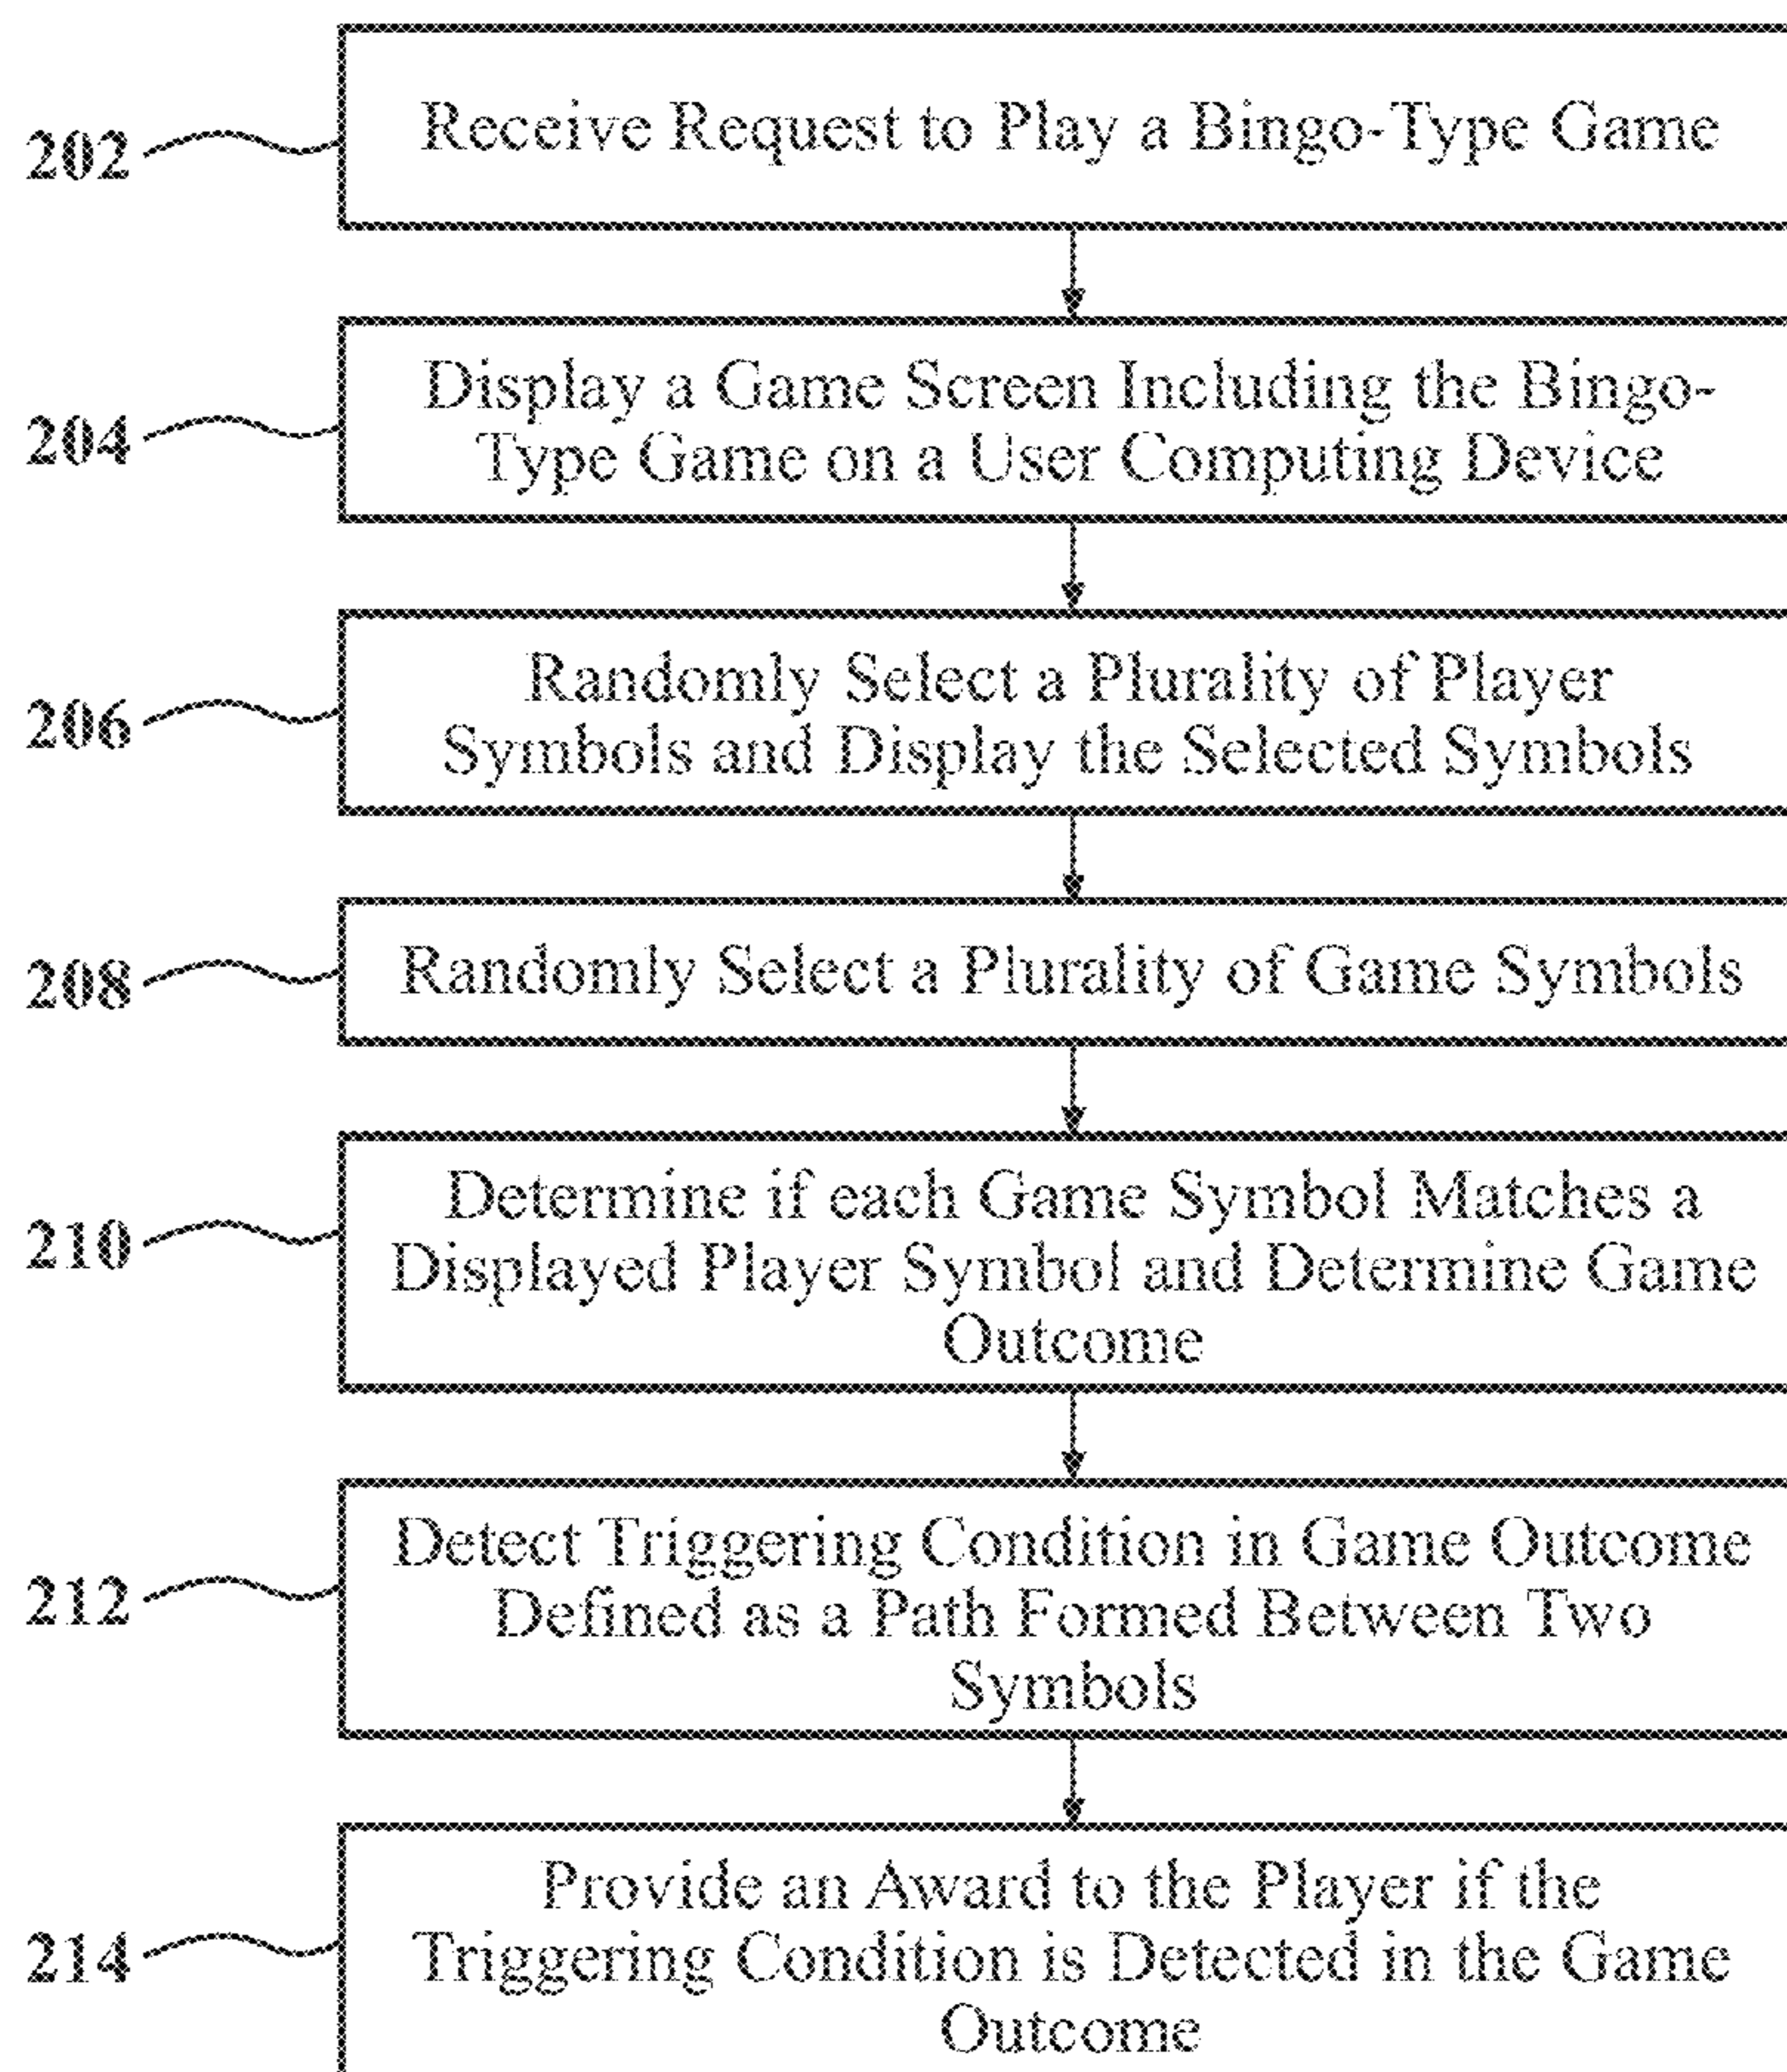 202
Receive Request to Play a Bingo-Type Game
204
Display a Game Screen Including the Bingo-
Type Game on a User Computing Device
206
Randomly Select a Plurality of Player
Symbols and Display the Selected Symbols
208
Randomly Select a Plurality of Game Symbols
210
Determine if each Game Symbol Matches a
Displayed Player Symbol and Determine Game
Outcome
212
Detect Triggering Condition in Game Outcome
Defined as a Path Formed Between Two
Symbols
214
Provide an Award to the Player if the
Triggering Condition is Detected in the Game
Outcome